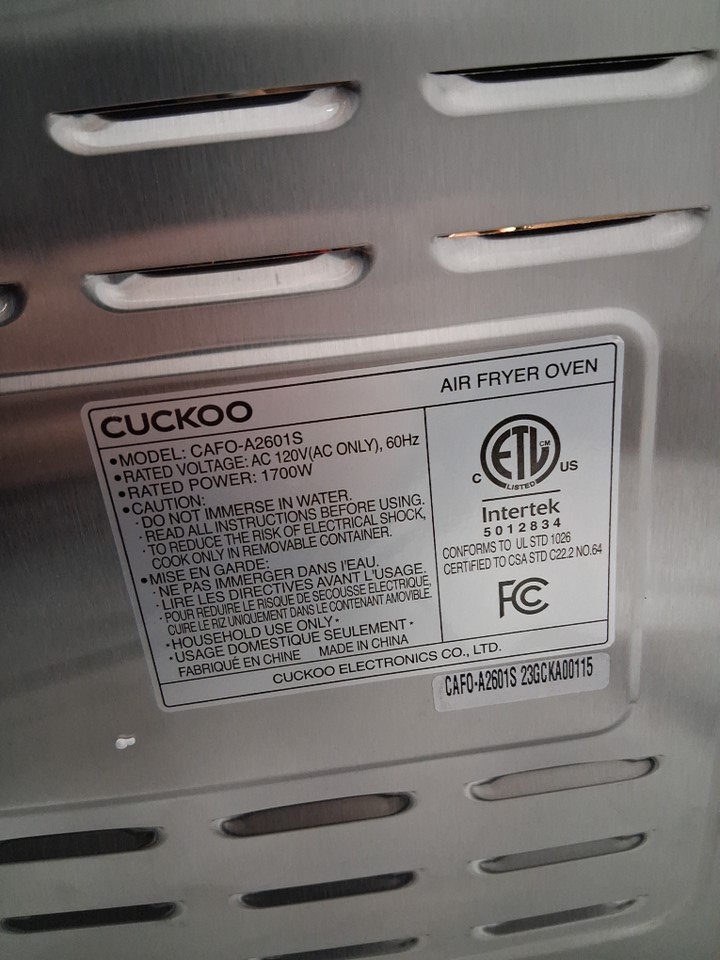 CUCKOO
AIR FRYER OVEN
•MODEL: CAFO-A2601S
•RATED VOLTAGE: AC 120V(AC ONLY), 60Hz
•RATED POWER: 1700W
•CAUTION:
· DO NOT IMMERSE IN WATER.
· READ ALL INSTRUCTIONS BEFORE USING.
· TO REDUCE THE RISK OF ELECTRICAL SHOCK,
COOK ONLY IN REMOVABLE CONTAINER.
•MISE EN GARDE:
· NE PAS IMMERGER DANS I'EAU.
· LIRE LES DIRECTIVES AVANT L'USAGE.
· POUR REDUIRE LE RISQUE DE SECOUSSE ELECTRIQUE,
CUIRE LE RIZ UNIQUEMENT DANS LE CONTENANT AMOVIBLE.
*HOUSEHOLD USE ONLY*
*USAGE DOMESTIQUE SEULEMENT*
FABRIQUÉ EN CHINE MADE IN CHINA
ETL CM
C US
LISTED
Intertek
5012834
CONFORMS TO UL STD 1026
CERTIFIED TO CSA STD C22.2 NO.64
FC
CUCKOO ELECTRONICS CO., LTD.
CAFO-A2601S 23GCKA00115